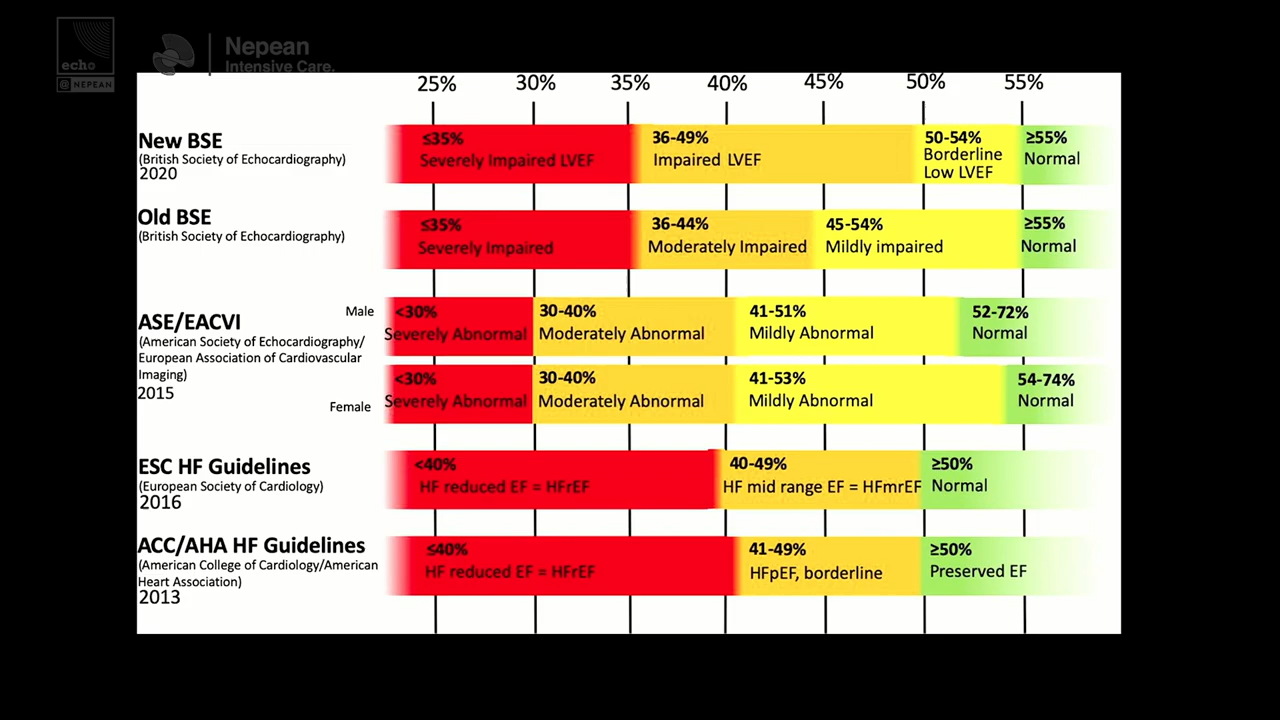 echo
@ NEPEAN
Nepean
Intensive Care.
25% 30% 35% 40% 45% 50% 55%
New BSE
(British Society of Echocardiography)
2020
≤35%
Severely Impaired LVEF
36-49%
Impaired LVEF
50-54%
Borderline
Low LVEF
≥55%
Normal
Old BSE
(British Society of Echocardiography)
≤35%
Severely Impaired
36-44%
Moderately Impaired
45-54%
Mildly impaired
≥55%
Normal
ASE/EACVI
(American Society of Echocardiography/
European Association of Cardiovascular
Imaging)
2015
Male
<30%
Severely Abnormal
30-40%
Moderately Abnormal
41-51%
Mildly Abnormal
52-72%
Normal
Female
<30%
Severely Abnormal
30-40%
Moderately Abnormal
41-53%
Mildly Abnormal
54-74%
Normal
ESC HF Guidelines
(European Society of Cardiology)
2016
<40%
HF reduced EF = HFrEF
40-49%
HF mid range EF = HFmrEF
≥50%
Normal
ACC/AHA HF Guidelines
(American College of Cardiology/American
Heart Association)
2013
≤40%
HF reduced EF = HFrEF
41-49%
HFpEF, borderline
≥50%
Preserved EF